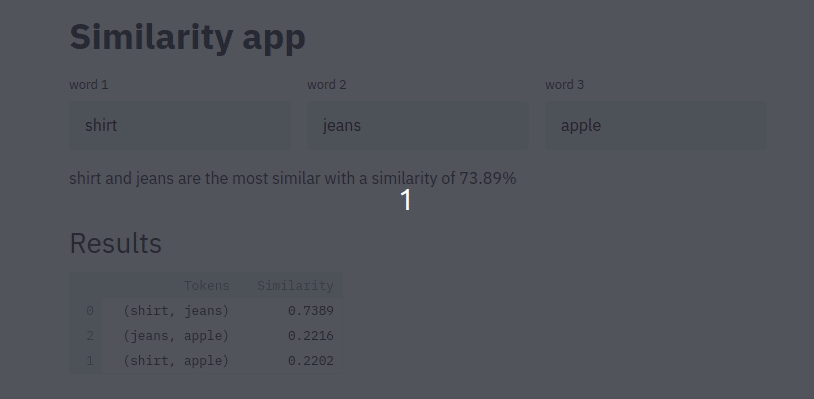 Similarity app
word 1 word 2 word 3
shirt jeans apple
shirt and jeans are the most similar with a similarity of 73.89%
1
Results
Tokens Similarity
0 (shirt, jeans) 0.7389
2 (jeans, apple) 0.2216
1 (shirt, apple) 0.2202